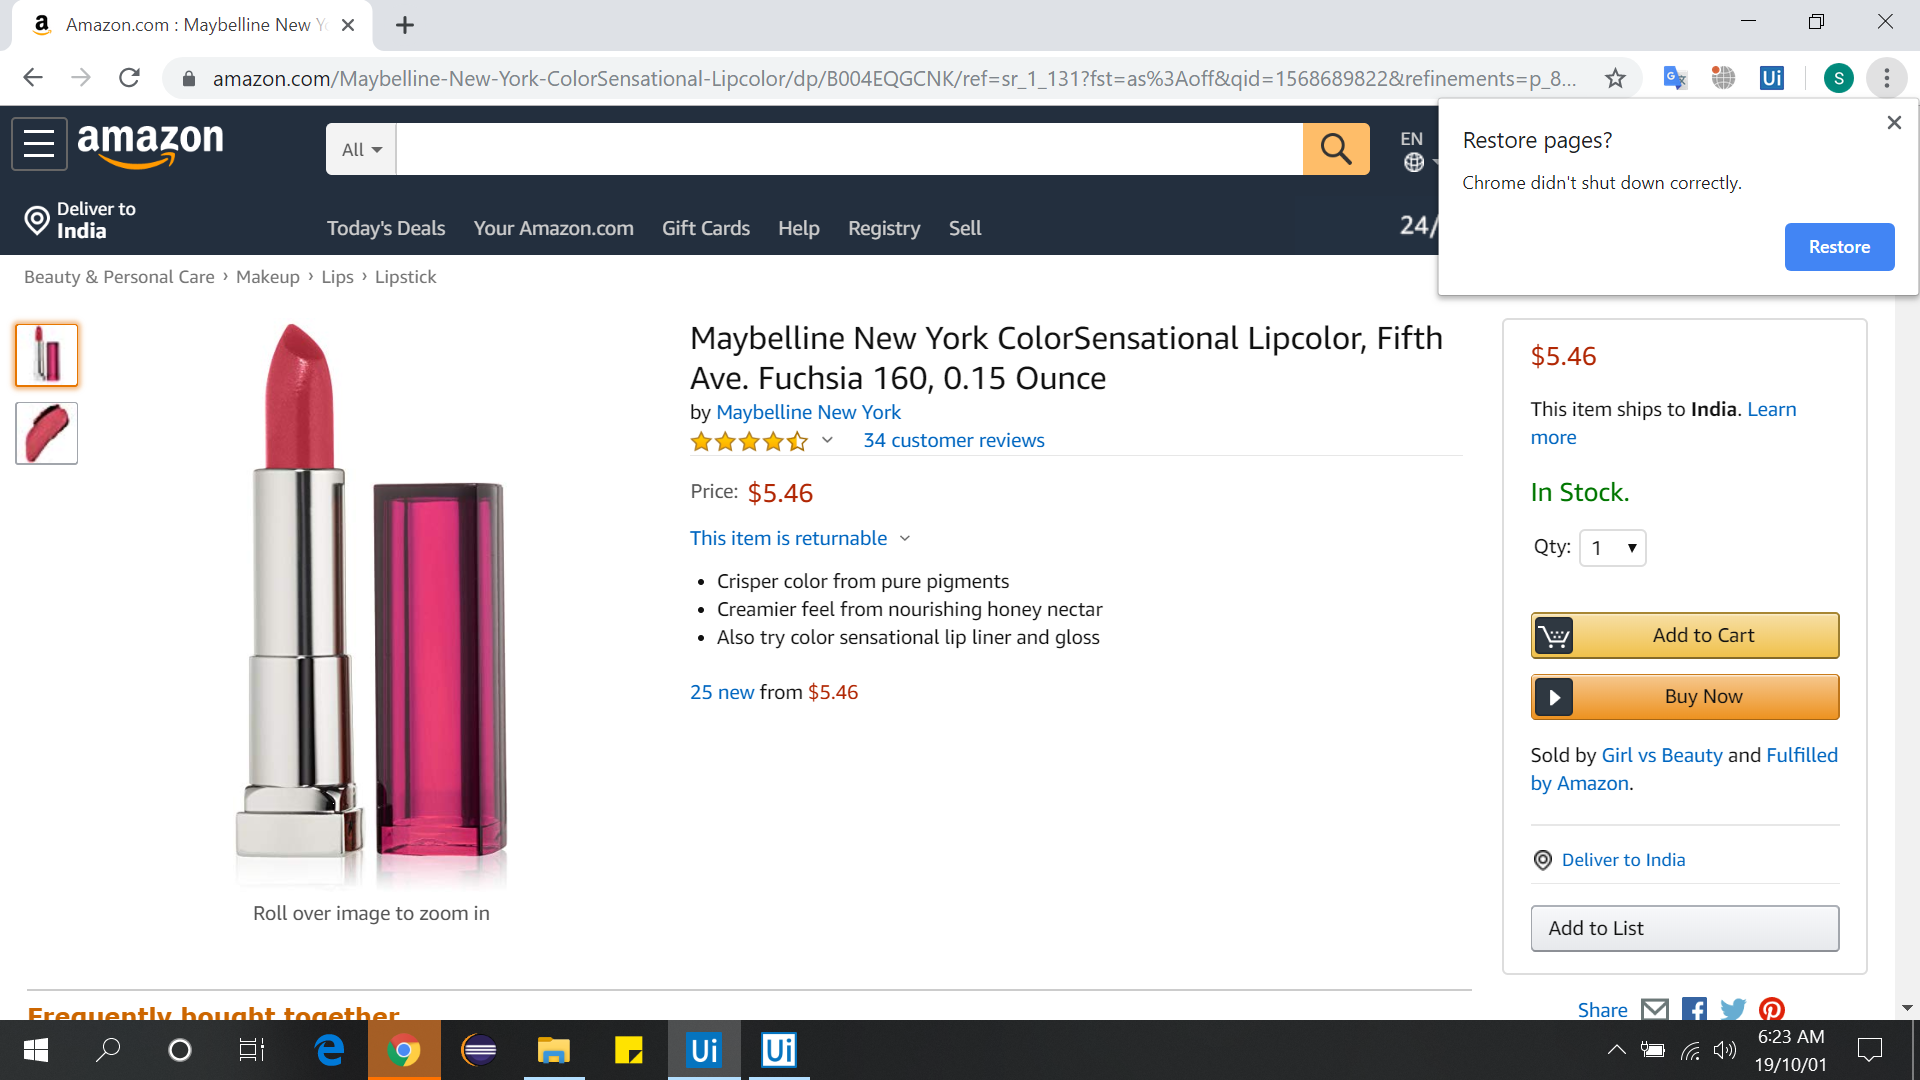 Amazon.com : Maybelline New Y
amazon.com/Maybelline-New-York-ColorSensational-Lipcolor/dp/B004EQGCNK/ref=sr_1_131?fst=as%3Aoff&qid=1568689822&refinements=p_8...
S
Restore pages?
Chrome didn't shut down correctly.
Restore
amazon
All
EN
Deliver to
India
Today's Deals
Your Amazon.com
Gift Cards
Help
Registry
Sell
24/
Beauty & Personal Care › Makeup › Lips › Lipstick
Maybelline New York ColorSensational Lipcolor, Fifth
Ave. Fuchsia 160, 0.15 Ounce
by Maybelline New York
34 customer reviews
Price: $5.46
This item is returnable
• Crisper color from pure pigments
• Creamier feel from nourishing honey nectar
• Also try color sensational lip liner and gloss
25 new from $5.46
Roll over image to zoom in
$5.46
This item ships to India. Learn
more
In Stock.
Qty: 1
Add to Cart
Buy Now
Sold by Girl vs Beauty and Fulfilled
by Amazon.
Deliver to India
Add to List
Share
Frequently bought together
Ui
Ui
6:23 AM
19/10/01